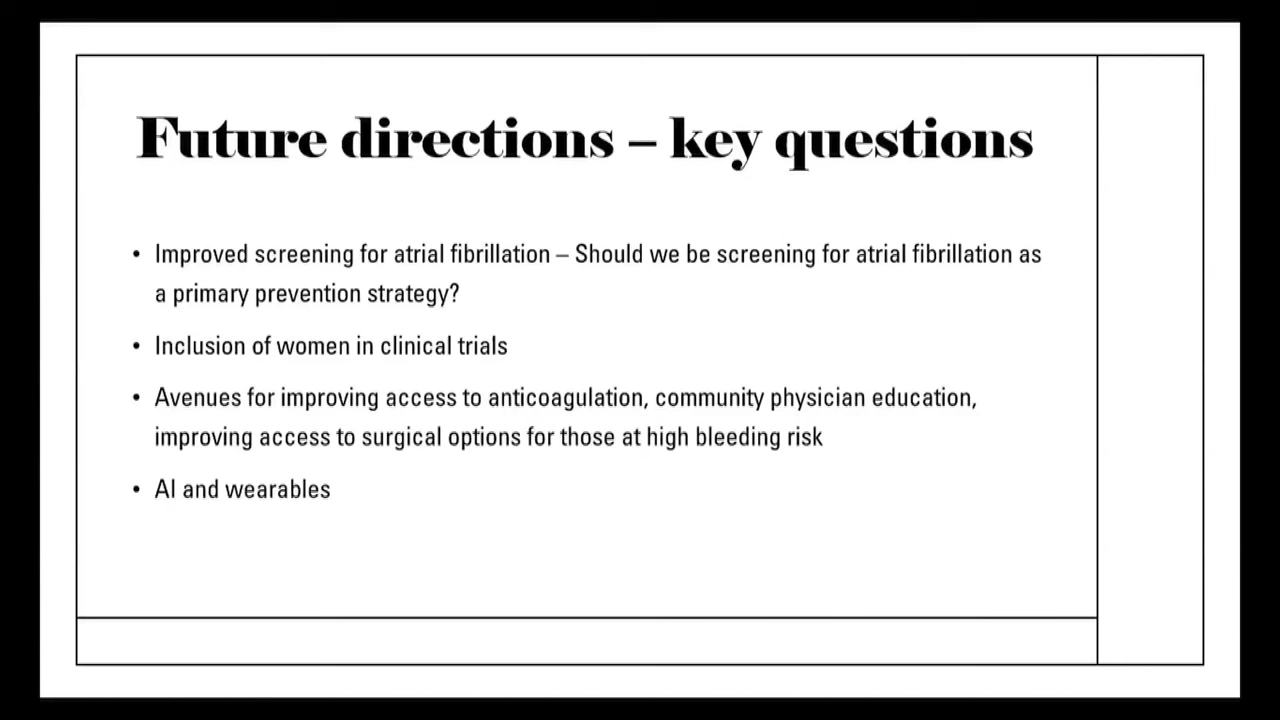 Future directions – key questions
• Improved screening for atrial fibrillation – Should we be screening for atrial fibrillation as
a primary prevention strategy?
• Inclusion of women in clinical trials
• Avenues for improving access to anticoagulation, community physician education,
improving access to surgical options for those at high bleeding risk
• AI and wearables